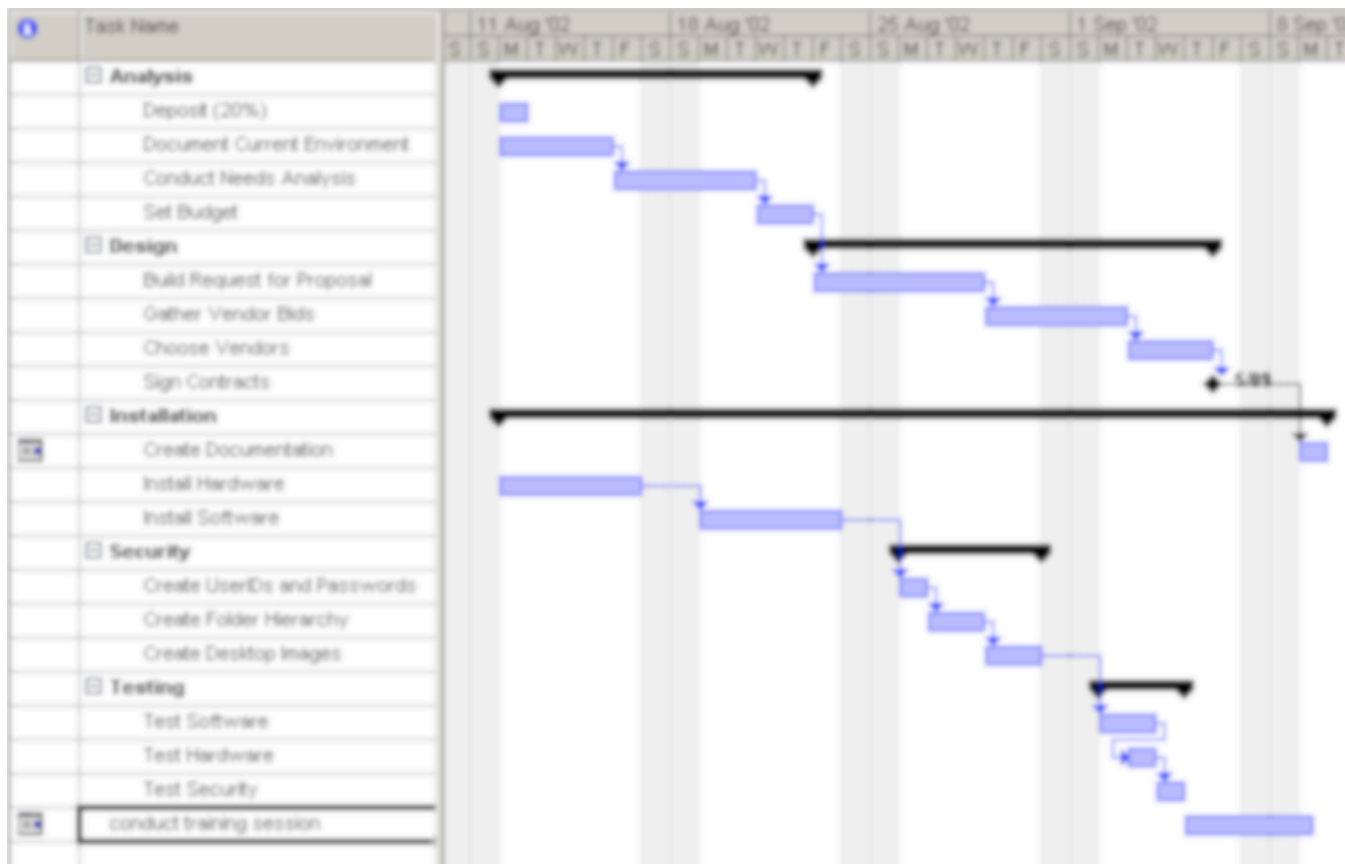 Task Name
11 Aug '02 18 Aug '02 25 Aug '02 1 Sep '02 8 Sep '0
S S M T W T F S S M T W T F S S M T W T F S S M T W T F S S M T
Analysis
Deposit (20%)
Document Current Environment
Conduct Needs Analysis
Set Budget
Design
Build Request for Proposal
Gather Vendor Bids
Choose Vendors
Sign Contracts
Installation
Create Documentation
Install Hardware
Install Software
Security
Create UserIDs and Passwords
Create Folder Hierarchy
Create Desktop Images
Testing
Test Software
Test Hardware
Test Security
conduct training session